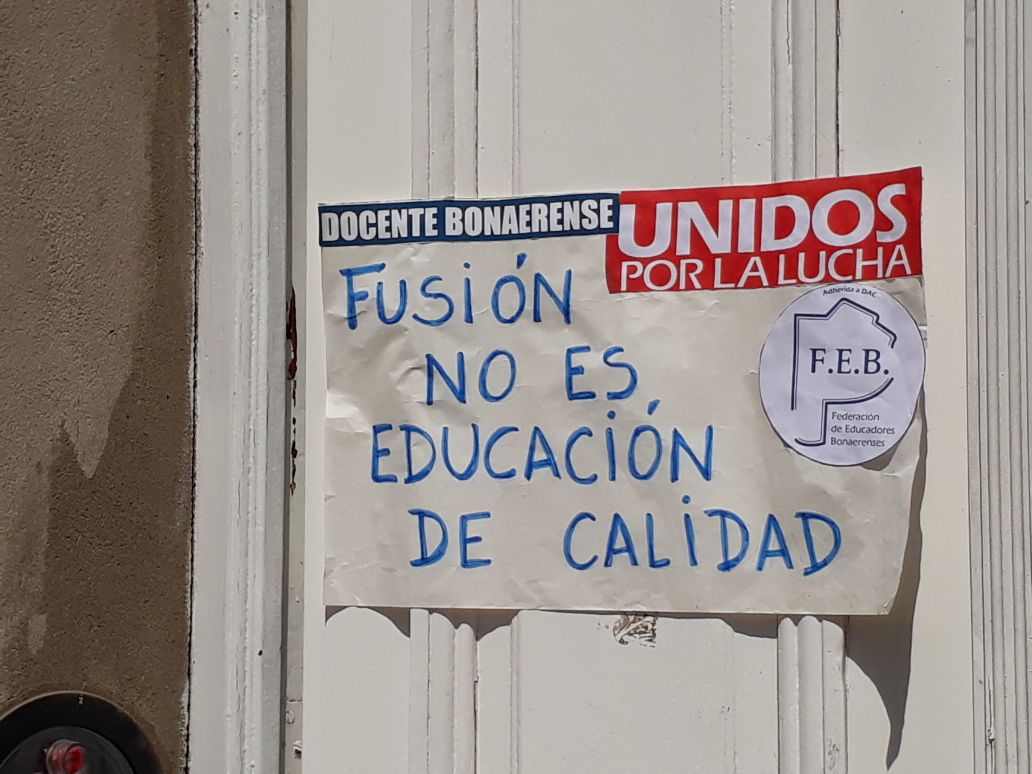 DOCENTE BONAERENSE
UNIDOS
POR LA LUCHA
FUSIÓN
NO ES
EDUCACIÓN
DE CALIDAD
Adherida a DAC
F.E.B.
Federación
de Educadores
Bonaerenses